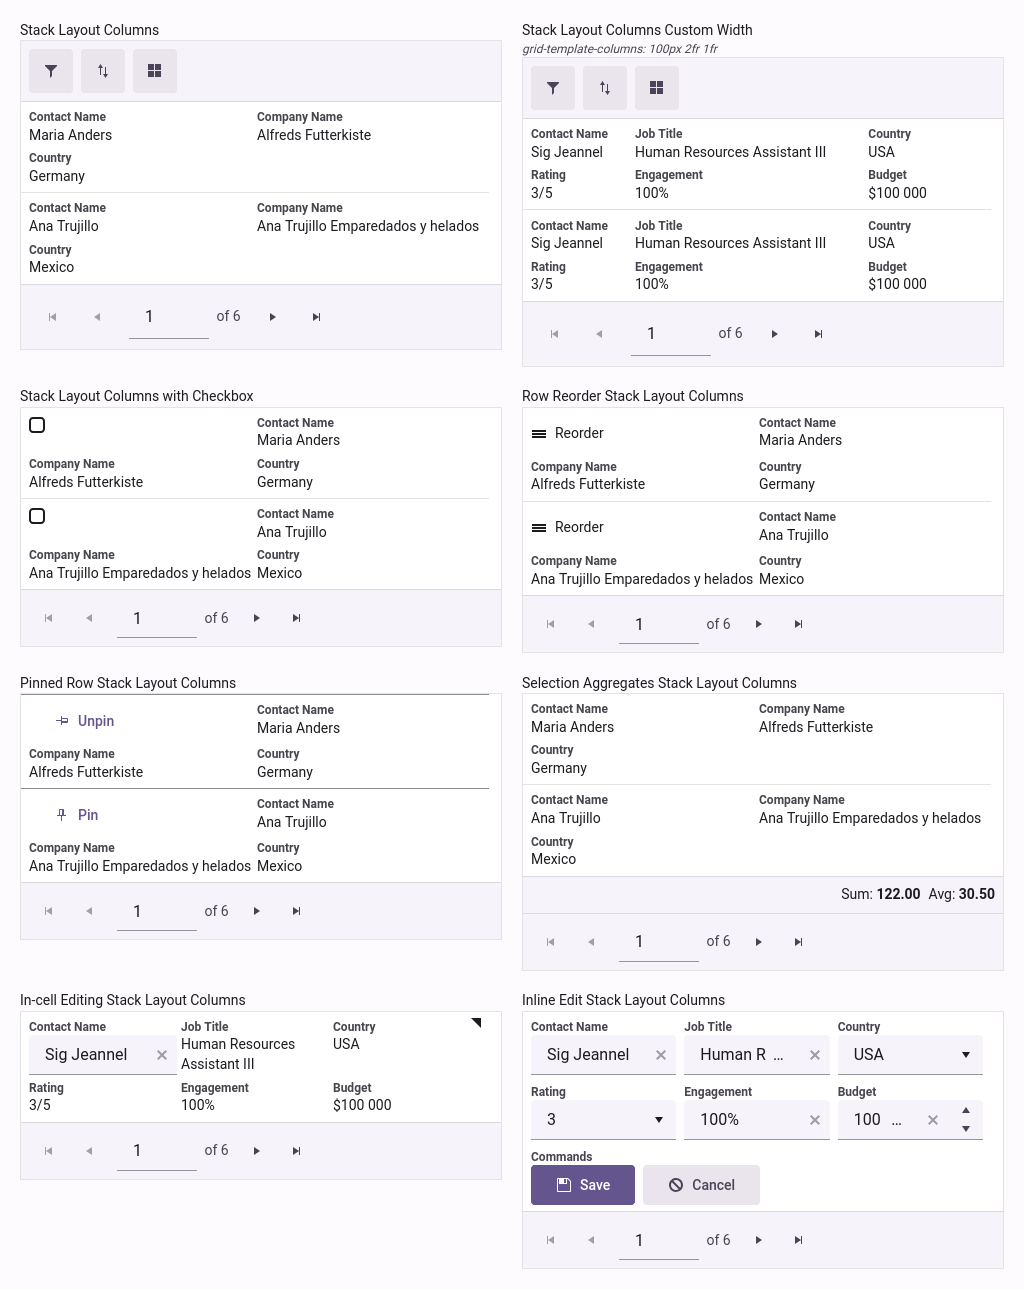 Stack Layout Columns
Contact Name Company Name
Maria Anders Alfreds Futterkiste
Country
Germany
Contact Name Company Name
Ana Trujillo Ana Trujillo Emparedados y helados
Country
Mexico
1 of 6
Stack Layout Columns Custom Width
grid-template-columns: 100px 2fr 1fr
Contact Name Job Title Country
Sig Jeannel Human Resources Assistant III USA
Rating Engagement Budget
3/5 100% $100 000
Contact Name Job Title Country
Sig Jeannel Human Resources Assistant III USA
Rating Engagement Budget
3/5 100% $100 000
1 of 6
Stack Layout Columns with Checkbox
Contact Name
Maria Anders
Company Name Country
Alfreds Futterkiste Germany
Contact Name
Ana Trujillo
Company Name Country
Ana Trujillo Emparedados y helados Mexico
1 of 6
Row Reorder Stack Layout Columns
Contact Name
Reorder Maria Anders
Company Name Country
Alfreds Futterkiste Germany
Contact Name
Reorder Ana Trujillo
Company Name Country
Ana Trujillo Emparedados y helados Mexico
1 of 6
Pinned Row Stack Layout Columns
Contact Name
Unpin Maria Anders
Company Name Country
Alfreds Futterkiste Germany
Contact Name
Pin Ana Trujillo
Company Name Country
Ana Trujillo Emparedados y helados Mexico
1 of 6
Selection Aggregates Stack Layout Columns
Contact Name Company Name
Maria Anders Alfreds Futterkiste
Country
Germany
Contact Name Company Name
Ana Trujillo Ana Trujillo Emparedados y helados
Country
Mexico
Sum: 122.00 Avg: 30.50
1 of 6
In-cell Editing Stack Layout Columns
Contact Name Job Title Country
Sig Jeannel Human Resources USA
Assistant III
Rating Engagement Budget
3/5 100% $100 000
1 of 6
Inline Edit Stack Layout Columns
Contact Name Job Title Country
Sig Jeannel Human R ... USA
Rating Engagement Budget
3 100% 100 ...
Commands
Save Cancel
1 of 6